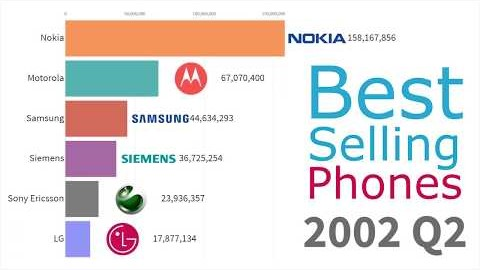 Nokia
NOKIA 158,167,856
Motorola
67,070,400
Samsung
SAMSUNG 44,634,293
Siemens
SIEMENS 36,725,254
Sony Ericsson
23,936,357
LG
LG 17,877,134
Best
Selling
Phones
2002 Q2